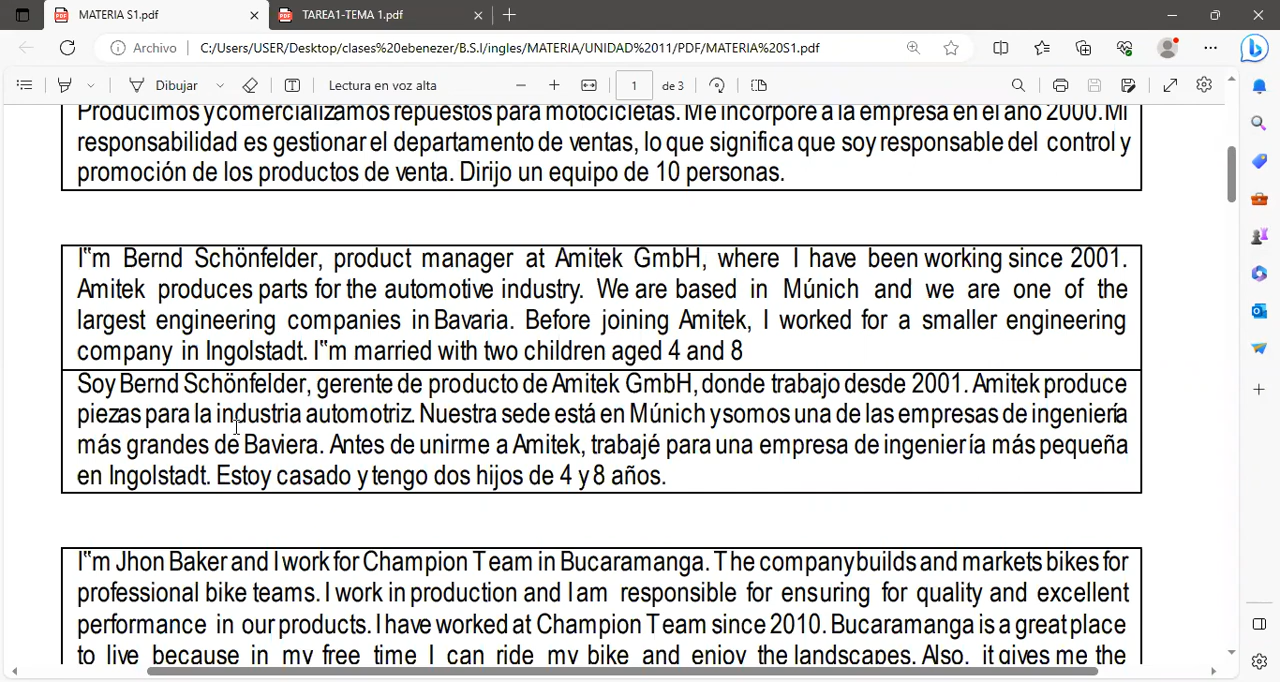 MATERIA S1.pdf
TAREA1-TEMA 1.pdf
Archivo
C:/Users/USER/Desktop/clases%20ebenezer/B.S.I/ingles/MATERIA/UNIDAD%2011/PDF/MATERIA%20S1.pdf
Dibujar
Lectura en voz alta
1 de 3
Producimos y comercializamos repuestos para motocicletas. Me incorporé a la empresa en el año 2000. Mi
responsabilidad es gestionar el departamento de ventas, lo que significa que soy responsable del control y
promoción de los productos de venta. Dirijo un equipo de 10 personas.
I‟m Bernd Schönfelder, product manager at Amitek GmbH, where I have been working since 2001.
Amitek produces parts for the automotive industry. We are based in Múnich and we are one of the
largest engineering companies in Bavaria. Before joining Amitek, I worked for a smaller engineering
company in Ingolstadt. I‟m married with two children aged 4 and 8
Soy Bernd Schönfelder, gerente de producto de Amitek GmbH, donde trabajo desde 2001. Amitek produce
piezas para la industria automotriz. Nuestra sede está en Múnich y somos una de las empresas de ingeniería
más grandes de Baviera. Antes de unirme a Amitek, trabajé para una empresa de ingeniería más pequeña
en Ingolstadt. Estoy casado y tengo dos hijos de 4 y 8 años.
I‟m Jhon Baker and I work for Champion Team in Bucaramanga. The company builds and markets bikes for
professional bike teams. I work in production and I am responsible for ensuring for quality and excellent
performance in our products. I have worked at Champion Team since 2010. Bucaramanga is a great place
to live because in my free time I can ride my bike and enjoy the landscapes. Also, it gives me the